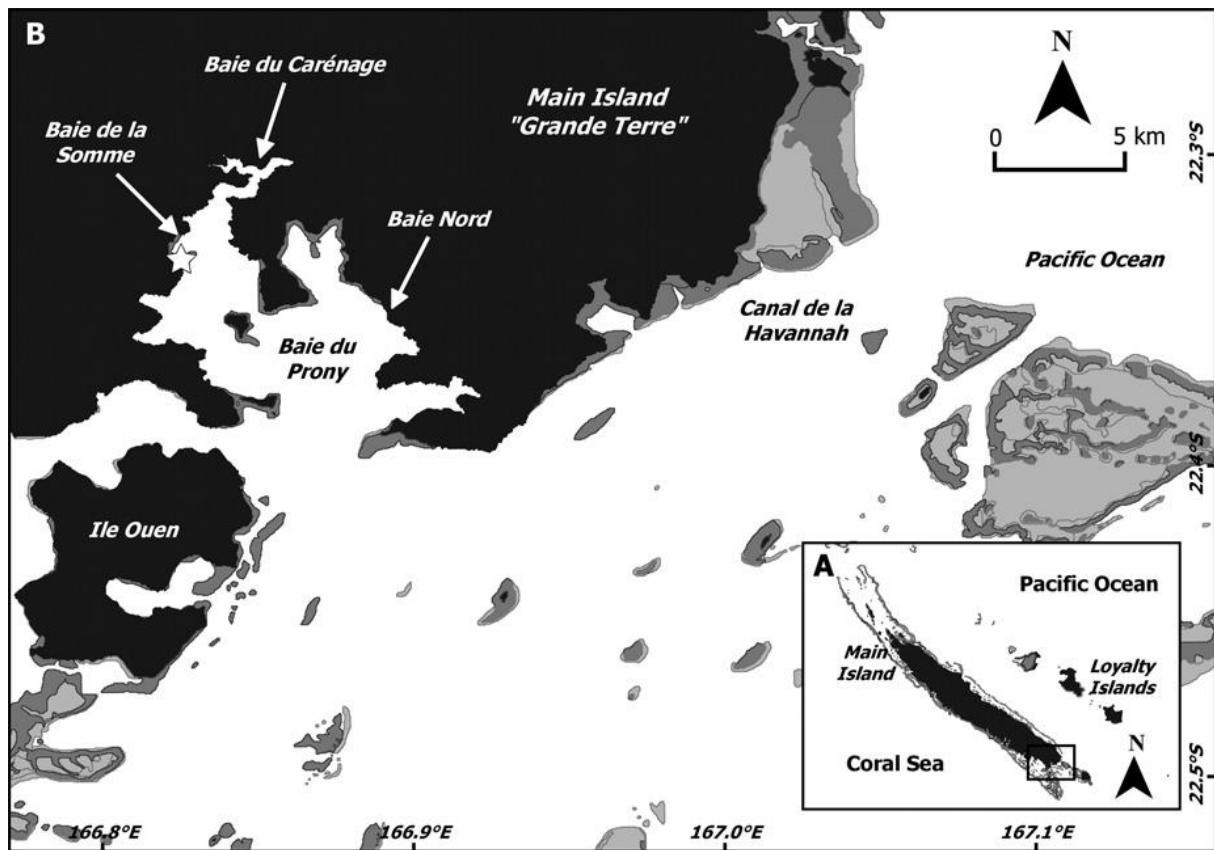 B
Baie du Carénage
Main Island
"Grande Terre"
N
0 5 km
22.3°S
Baie de la
Somme
Baie Nord
Pacific Ocean
Canal de la
Havannah
Baie du
Prony
22.4°S
Ile Ouen
A
Pacific Ocean
Main
Island
Loyalty
Islands
N
Coral Sea
22.5°S
166.8°E 166.9°E 167.0°E 167.1°E